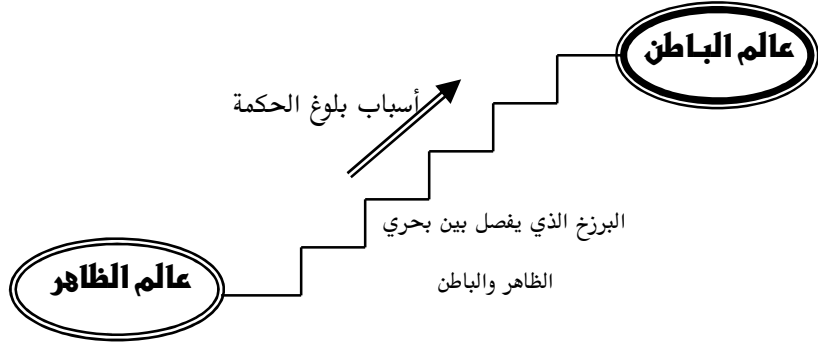 عالم الباطن
أسباب بلوغ الحكمة
البرزخ الذي يفصل بين بحري
الظاهر والباطن
عالم الظاهر